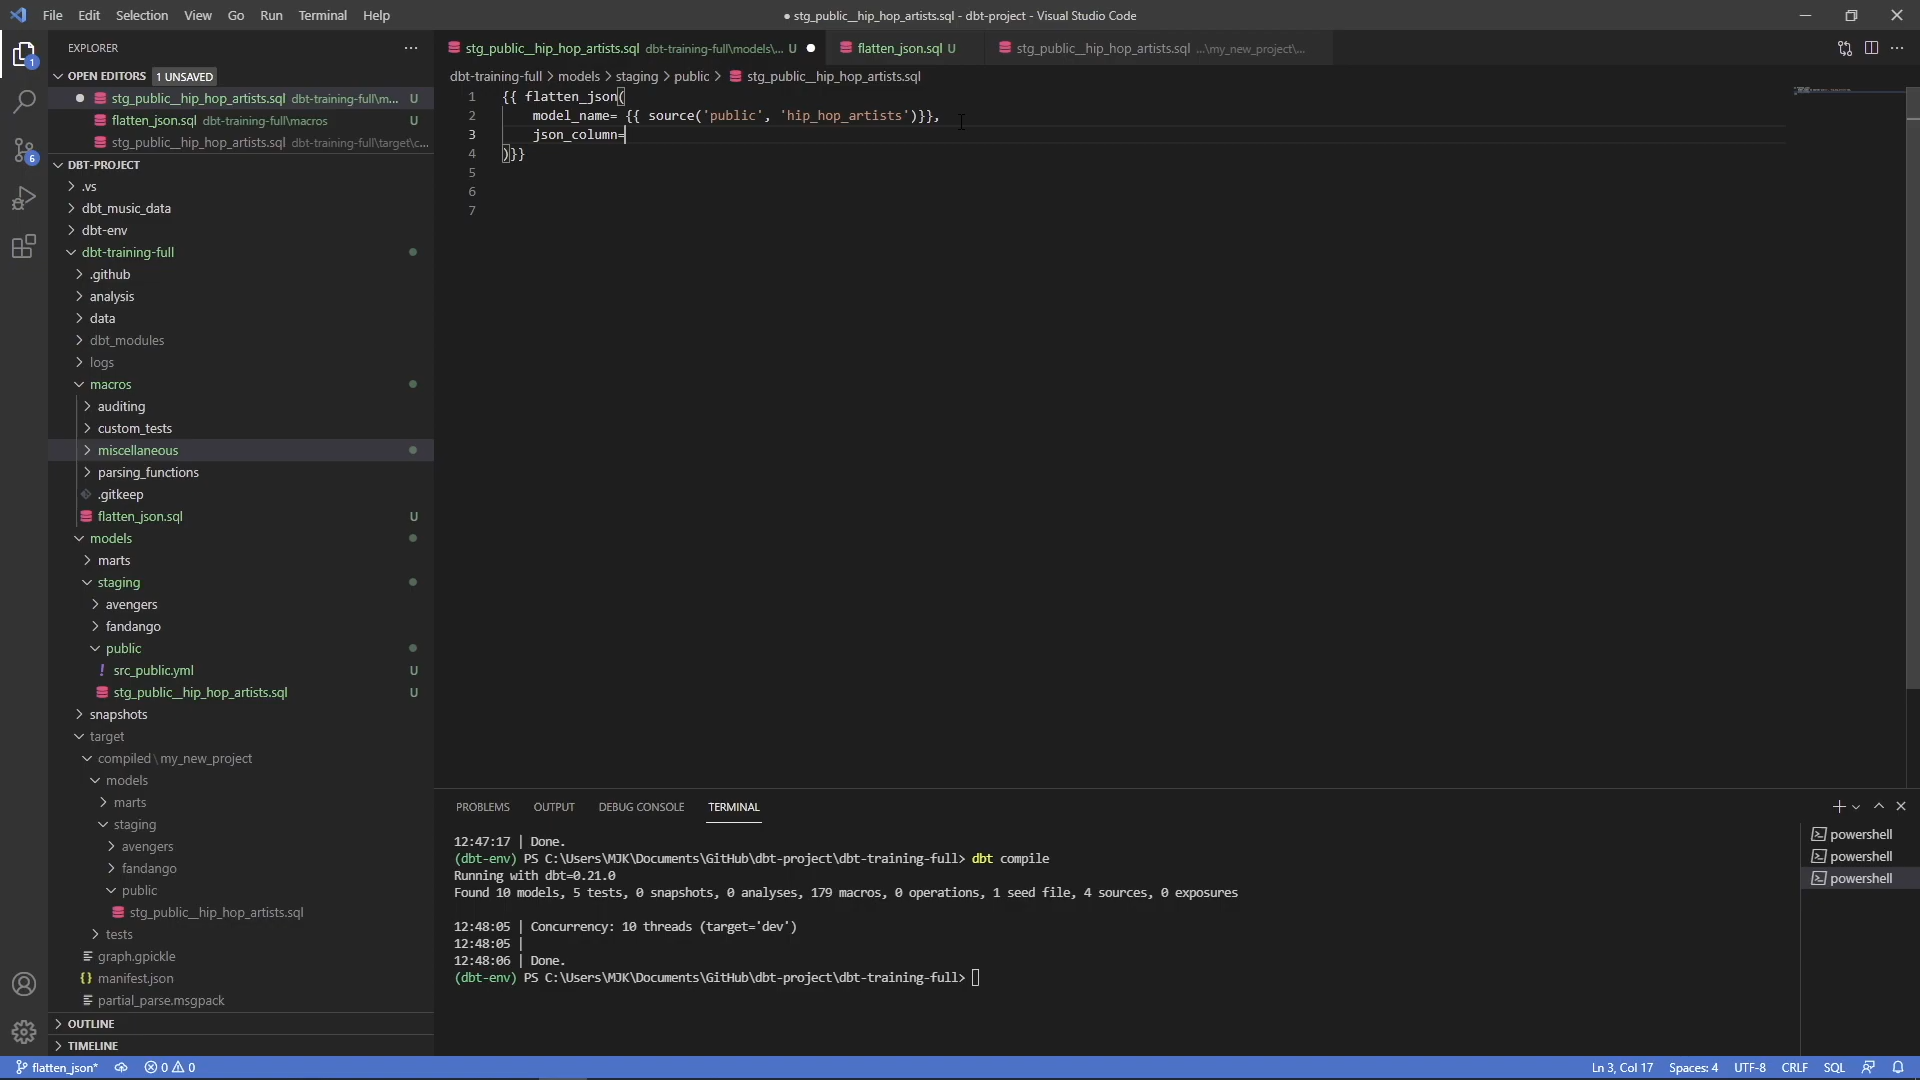 File Edit Selection View Go Run Terminal Help
● stg_public__hip_hop_artists.sql - dbt-project - Visual Studio Code
EXPLORER
OPEN EDITORS 1 UNSAVED
stg_public__hip_hop_artists.sql dbt-training-full\m... U
flatten_json.sql dbt-training-full\macros U
stg_public__hip_hop_artists.sql dbt-training-full\target\c...
DBT-PROJECT
.vs
dbt_music_data
dbt-env
dbt-training-full
.github
analysis
data
dbt_modules
logs
macros
auditing
custom_tests
miscellaneous
parsing_functions
.gitkeep
flatten_json.sql U
models
marts
staging
avengers
fandango
public
src_public.yml U
stg_public__hip_hop_artists.sql U
snapshots
target
compiled\my_new_project
models
marts
staging
avengers
fandango
public
stg_public__hip_hop_artists.sql
tests
graph.gpickle
manifest.json
partial_parse.msgpack
OUTLINE
TIMELINE
stg_public__hip_hop_artists.sql dbt-training-full\models\... U ●
flatten_json.sql U
stg_public__hip_hop_artists.sql ...\my_new_project\...
dbt-training-full > models > staging > public > stg_public__hip_hop_artists.sql
1 {{ flatten_json(
2 model_name= {{ source('public', 'hip_hop_artists')}},
3 json_column=
4 )}}
5
6
7
PROBLEMS OUTPUT DEBUG CONSOLE TERMINAL
12:47:17 | Done.
(dbt-env) PS C:\Users\MJK\Documents\GitHub\dbt-project\dbt-training-full> dbt compile
Running with dbt=0.21.0
Found 10 models, 5 tests, 0 snapshots, 0 analyses, 179 macros, 0 operations, 1 seed file, 4 sources, 0 exposures
12:48:05 | Concurrency: 10 threads (target='dev')
12:48:05 |
12:48:06 | Done.
(dbt-env) PS C:\Users\MJK\Documents\GitHub\dbt-project\dbt-training-full>
powershell
powershell
powershell
1
6
flatten_json* 0 0 Ln 3, Col 17 Spaces: 4 UTF-8 CRLF SQL